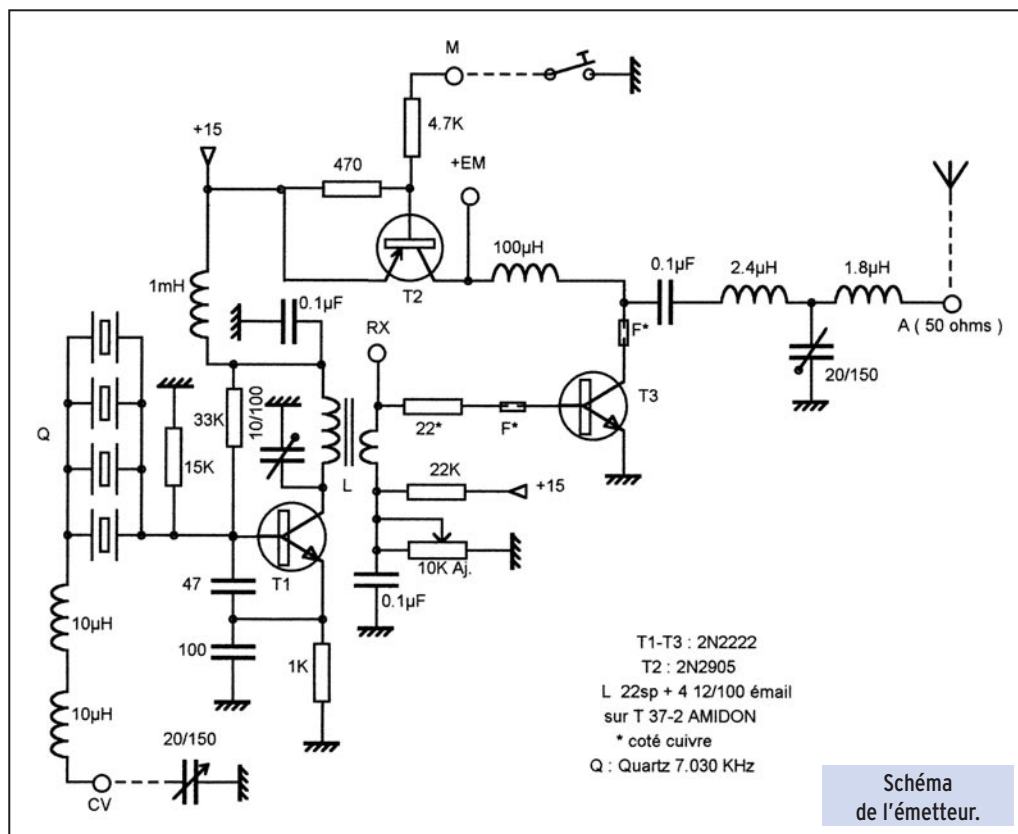 M
4.7K
+15
470
+EM
T2
100µH
0.1µF
2.4µH
1.8µH
A ( 50 ohms )
20/150
1mH
0.1µF
RX
F*
T3
Q
15K
33K
10/100
L
22*
F*
22K
+15
10K Aj.
0.1µF
T1
47
100
1K
10µH
10µH
20/150
CV
T1-T3 : 2N2222
T2 : 2N2905
L 22sp + 4 12/100 émail
sur T 37-2 AMIDON
* coté cuivre
Q : Quartz 7.030 KHz
Schéma
de l'émetteur.